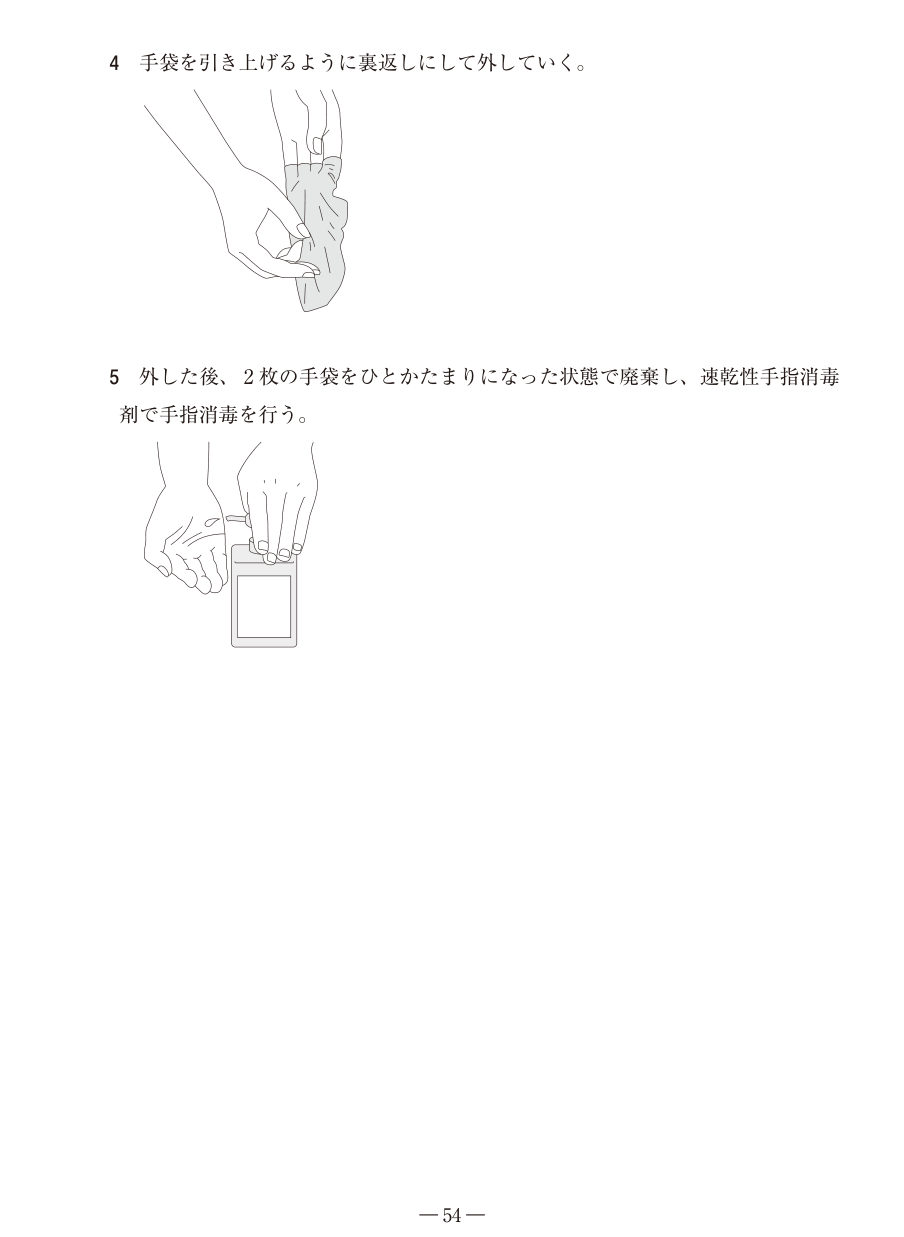 4　手袋を引き上げるように裏返しにして外していく。
5　外した後、２枚の手袋をひとかたまりになった状態で廃棄し、速乾性手指消毒
剤で手指消毒を行う。
― 54 ―